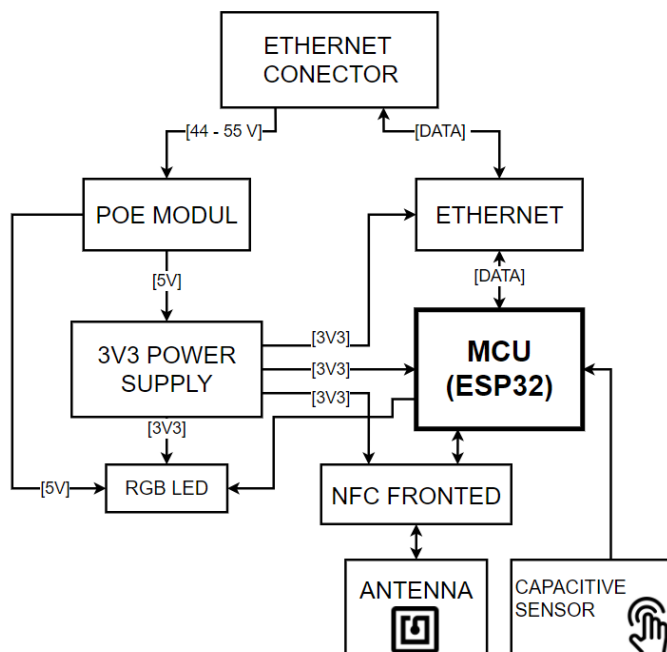 ETHERNET
CONECTOR
[44 - 55 V]
[DATA]
POE MODUL
ETHERNET
[5V]
[DATA]
3V3 POWER
SUPPLY
[3V3]
[3V3]
[3V3]
MCU
(ESP32)
[3V3]
[5V]
RGB LED
NFC FRONTED
ANTENNA
CAPACITIVE
SENSOR